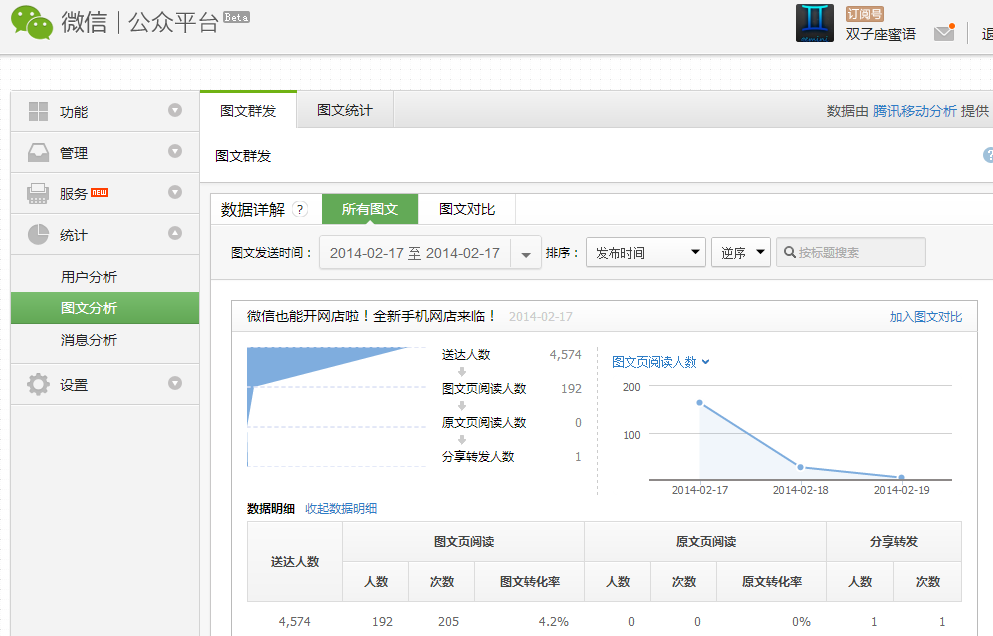 微信 | 公众平台 Beta
订阅号
双子座蜜语
退
功能
管理
服务 NEW
统计
用户分析
图文分析
消息分析
设置
图文群发 图文统计 数据由 腾讯移动分析 提供
图文群发 ?
数据详解 ? 所有图文 图文对比
图文发送时间： 2014-02-17 至 2014-02-17 排序： 发布时间 逆序 按标题搜索
微信也能开网店啦！全新手机网店来临！ 2014-02-17 加入图文对比
送达人数 4,574
图文页阅读人数 192
原文页阅读人数 0
分享转发人数 1
图文页阅读人数
200
100
2014-02-17 2014-02-18 2014-02-19
数据明细 收起数据明细
送达人数 图文页阅读 原文页阅读 分享转发
人数 次数 图文转化率 人数 次数 原文转化率 人数 次数
4,574 192 205 4.2% 0 0 0% 1 1